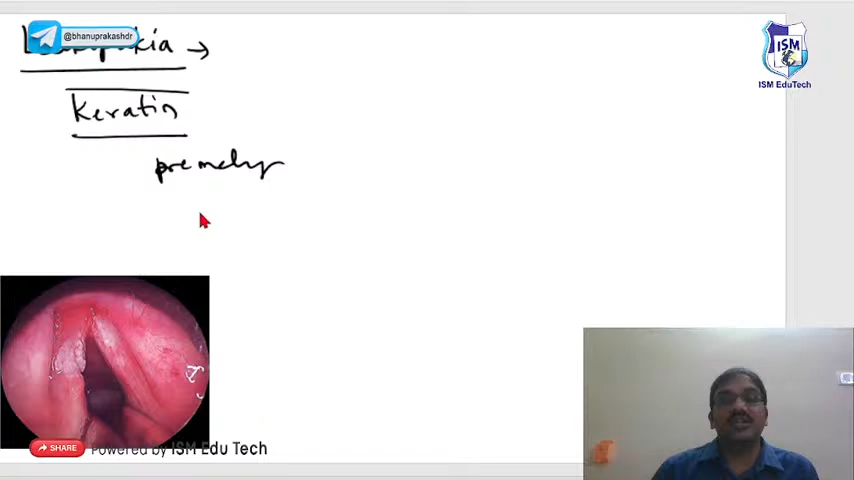 @bhanuprakashdr
→
Keratin
premalig
ISM
ISM EduTech
SHARE
Powered by ISM Edu Tech